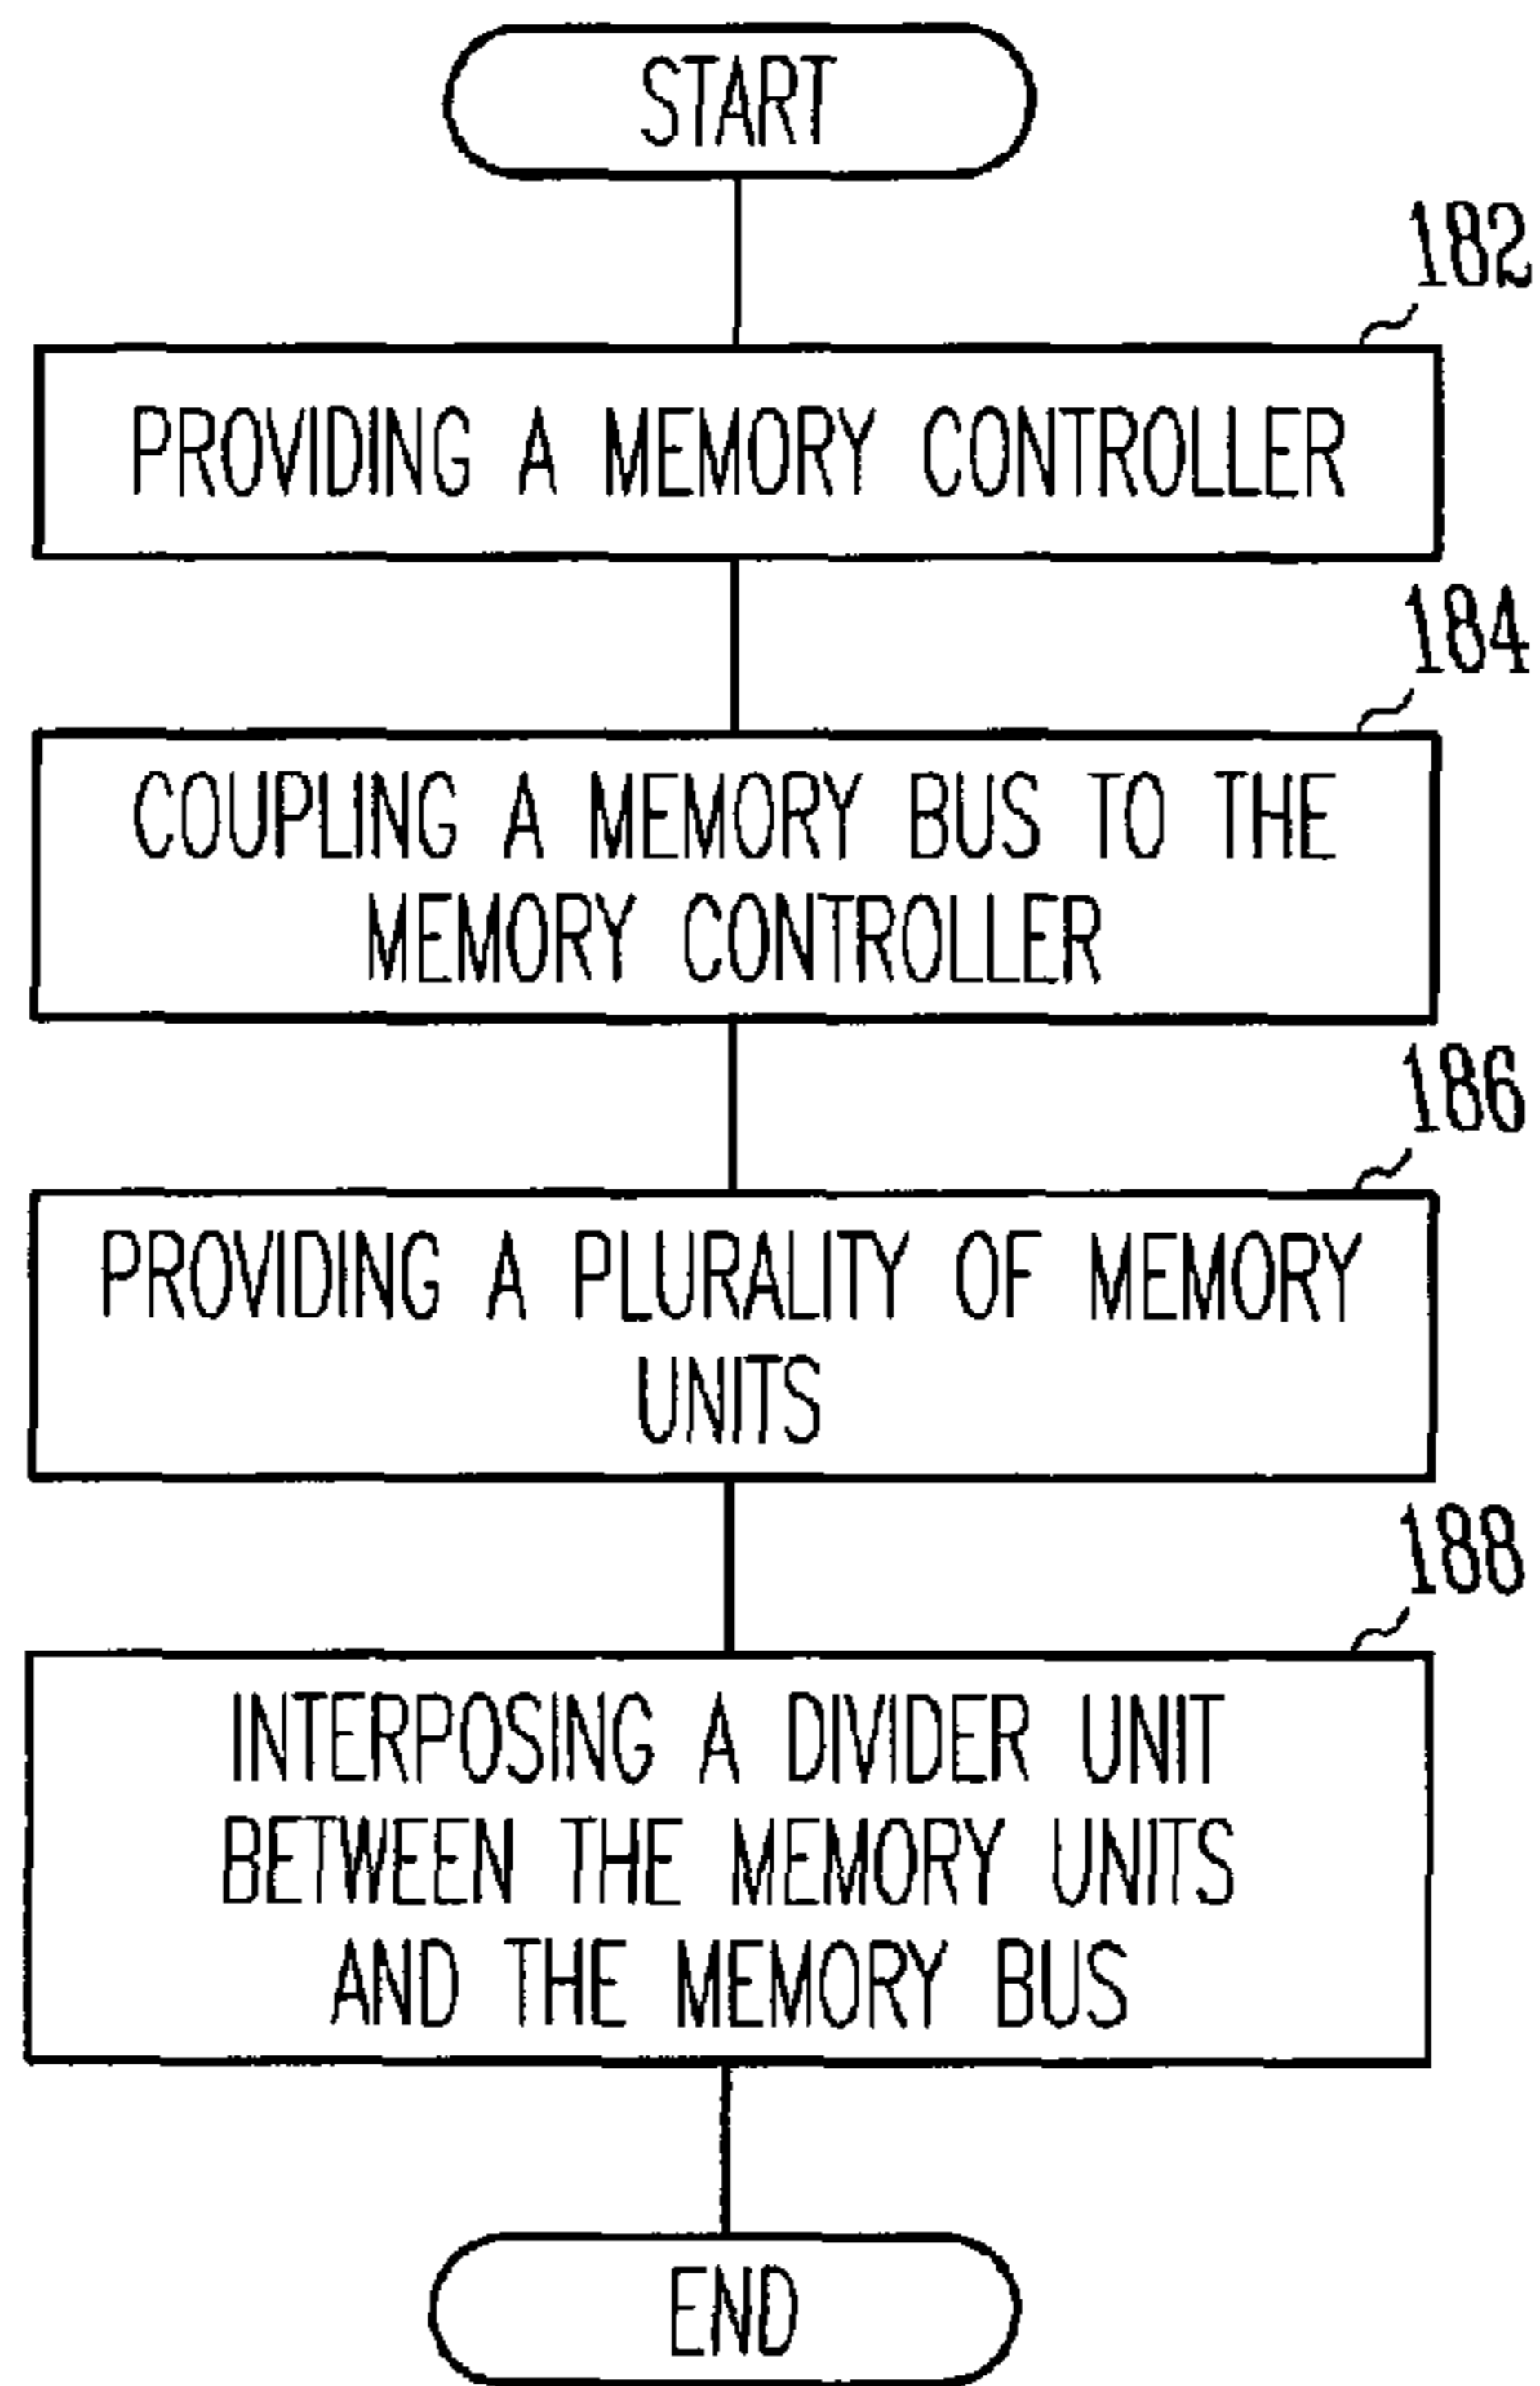 START
182
PROVIDING A MEMORY CONTROLLER
184
COUPLING A MEMORY BUS TO THE
MEMORY CONTROLLER
186
PROVIDING A PLURALITY OF MEMORY
UNITS
188
INTERPOSING A DIVIDER UNIT
BETWEEN THE MEMORY UNITS
AND THE MEMORY BUS
END